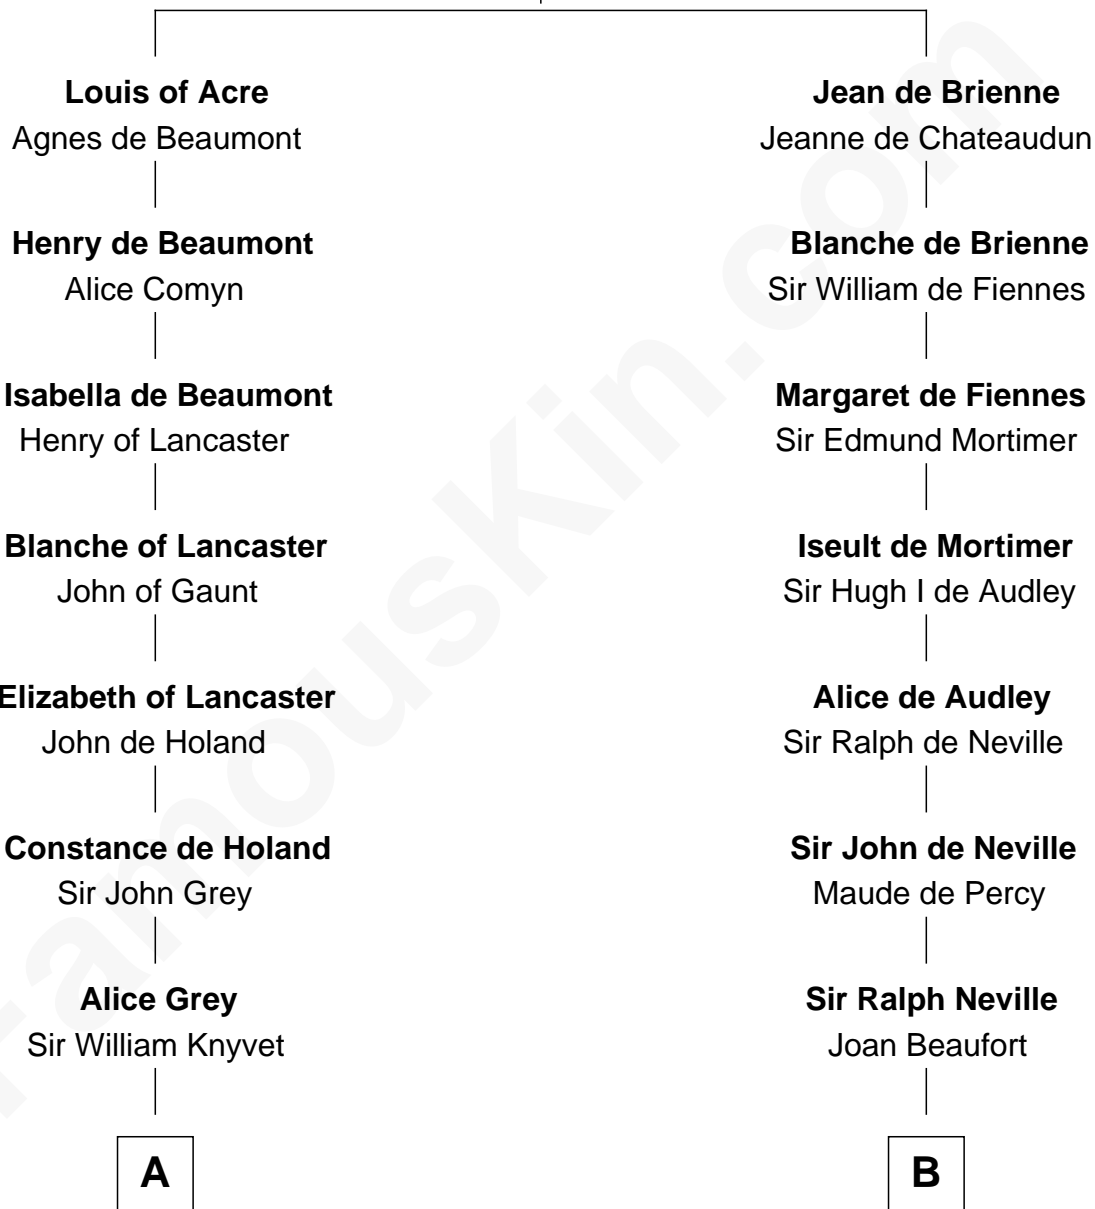 Louis of Acre
Agnes de Beaumont
Henry de Beaumont
Alice Comyn
Isabella de Beaumont
Henry of Lancaster
Blanche of Lancaster
John of Gaunt
Elizabeth of Lancaster
John de Holand
Constance de Holand
Sir John Grey
Alice Grey
Sir William Knyvet
A
Jean de Brienne
Jeanne de Chateaudun
Blanche de Brienne
Sir William de Fiennes
Margaret de Fiennes
Sir Edmund Mortimer
Iseult de Mortimer
Sir Hugh I de Audley
Alice de Audley
Sir Ralph de Neville
Sir John de Neville
Maude de Percy
Sir Ralph Neville
Joan Beaufort
B
FamousKin.com